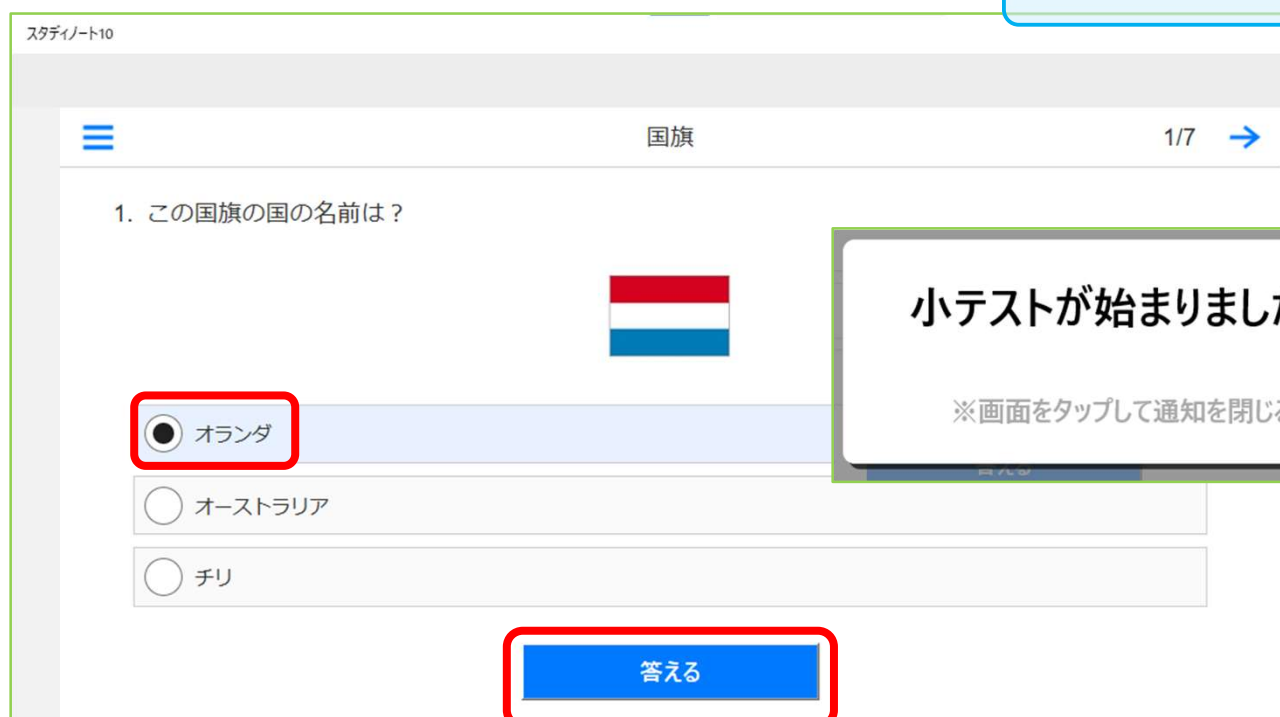 スタディノート10
国旗
1/7
1. この国旗の国の名前は？
小テストが始まりまし
※画面をタップして通知を閉じ
オランダ
答える
オーストラリア
チリ
答える